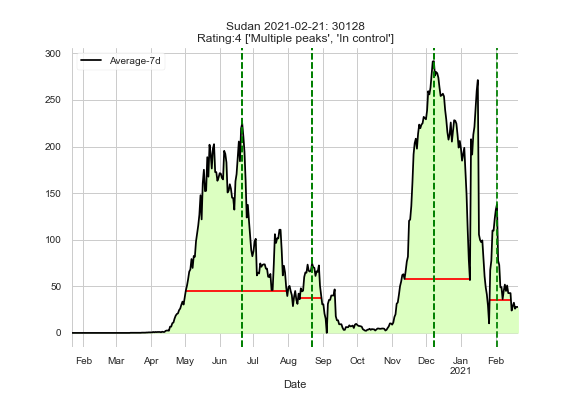 Sudan 2021-02-21: 30128
Rating:4 ['Multiple peaks', 'In control']
Average-7d
300
250
200
150
100
50
0
Feb Mar Apr May Jun Jul Aug Sep Oct Nov Dec Jan Feb
2021
Date